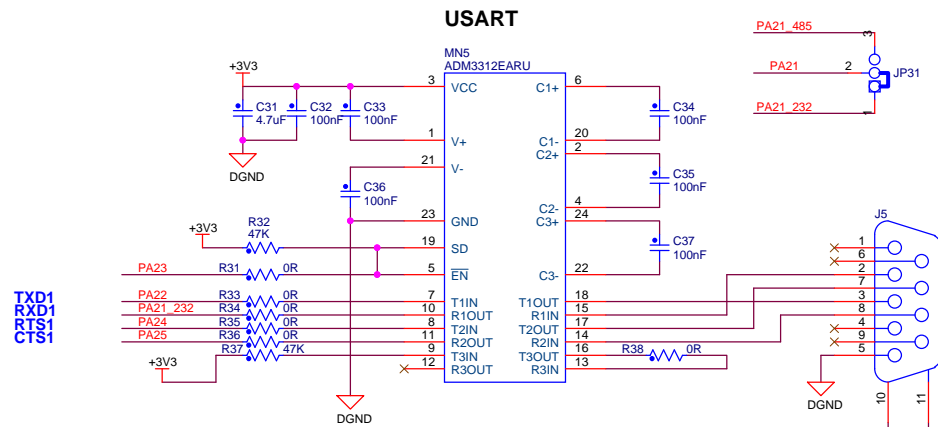 USART
PA21_485
3
PA21
2
JP31
PA21_232
1
MN5
ADM3312EARU
+3V3
3
VCC
C1+
6
C31
4.7uF
C32
100nF
C33
100nF
C34
100nF
1
V+
C1-
20
C2+
2
21
V-
DGND
C36
100nF
C35
100nF
C2-
4
23
GND
C3+
24
R32
47K
+3V3
19
SD
C37
100nF
PA23
R31
0R
5
EN
C3-
22
TXD1
PA22
R33
0R
7
T1IN
T1OUT
18
RXD1
PA21_232
R34
0R
10
R1OUT
R1IN
15
RTS1
PA24
R35
0R
8
T2IN
T2OUT
17
CTS1
PA25
R36
0R
11
R2OUT
R2IN
14
+3V3
R37
47K
9
T3IN
T3OUT
16
R38
0R
12
R3OUT
R3IN
13
DGND
J5
1
6
2
7
3
8
4
9
5
DGND
10
11